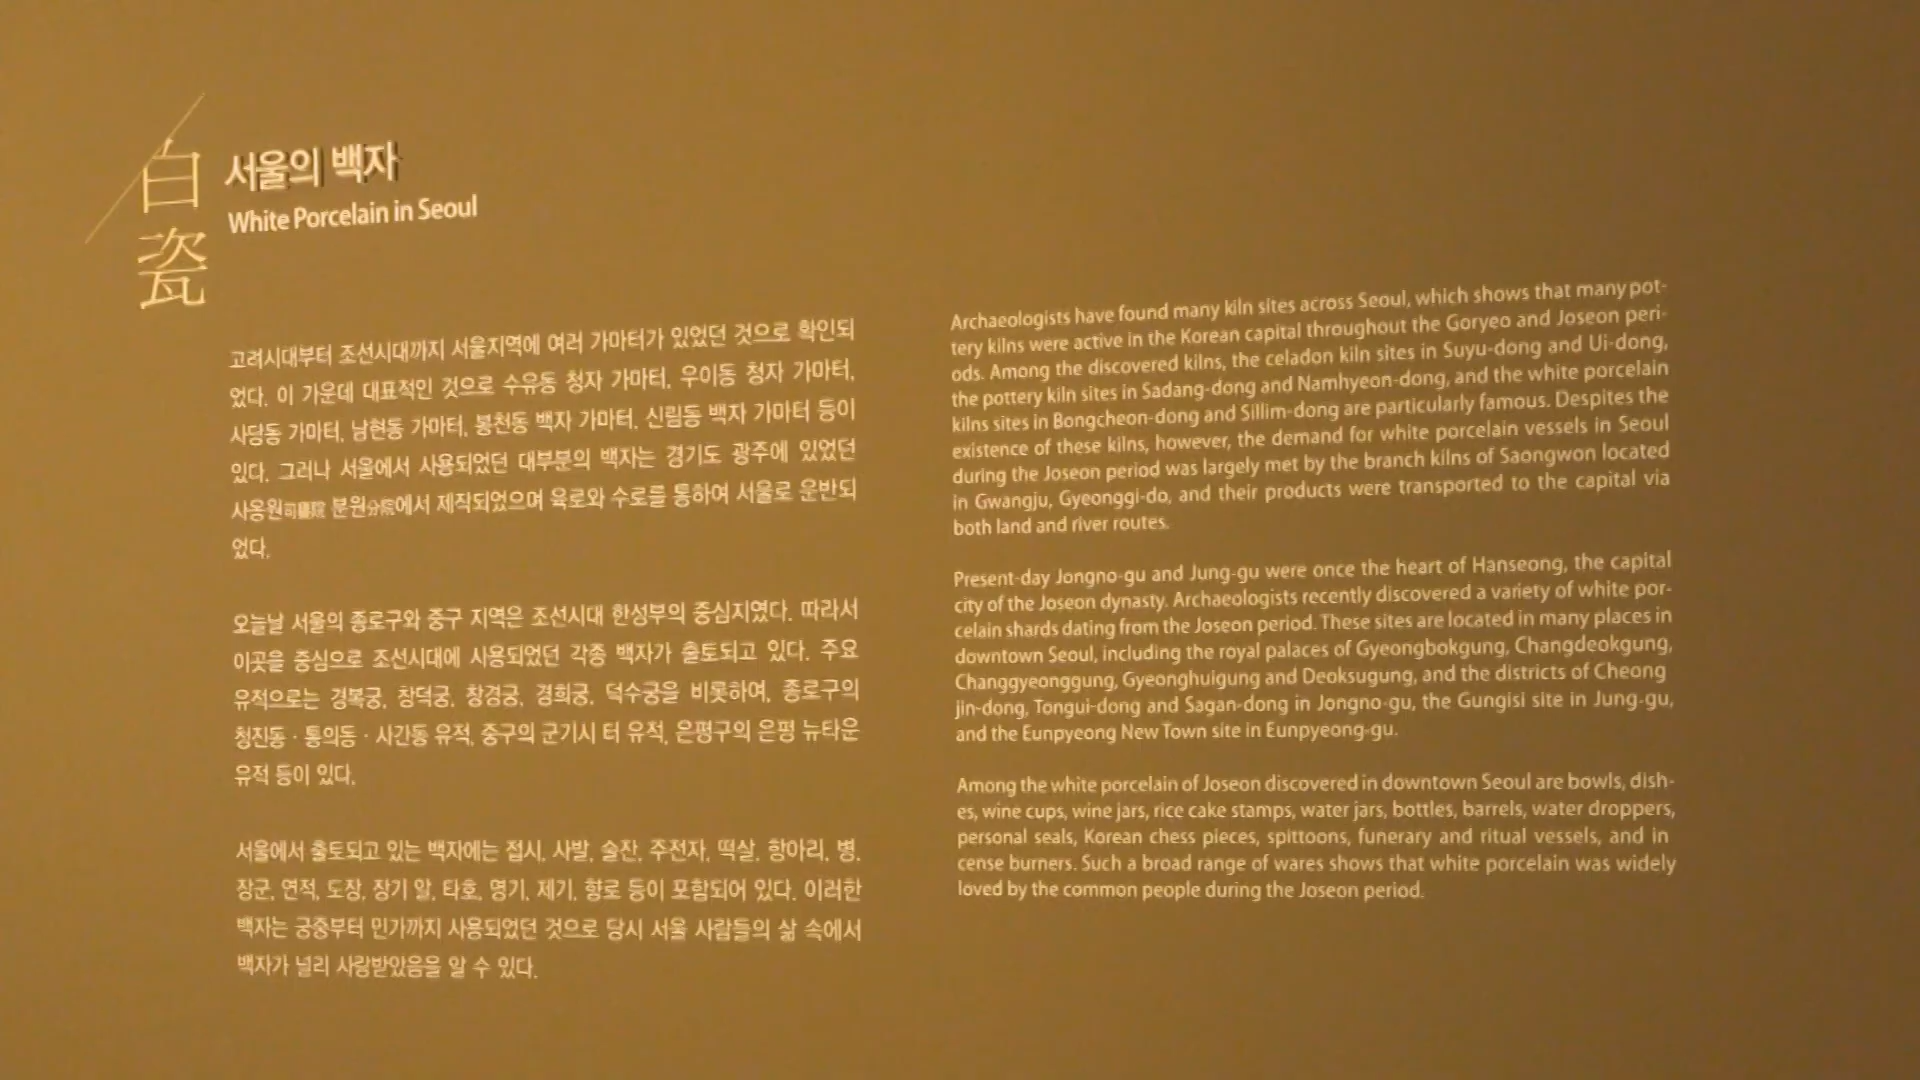 白瓷
서울의 백자
White Porcelain in Seoul
고려시대부터 조선시대까지 서울지역에 여러 가마터가 있었던 것으로 확인되
었다. 이 가운데 대표적인 것으로 수유동 청자 가마터, 우이동 청자 가마터,
사당동 가마터, 남현동 가마터, 봉천동 백자 가마터, 신림동 백자 가마터 등이
있다. 그러나 서울에서 사용되었던 대부분의 백자는 경기도 광주에 있었던
사옹원司饔院 분원分院에서 제작되었으며 육로와 수로를 통하여 서울로 운반되
었다.
오늘날 서울의 종로구와 중구 지역은 조선시대 한성부의 중심지였다. 따라서
이곳을 중심으로 조선시대에 사용되었던 각종 백자가 출토되고 있다. 주요
유적으로는 경복궁, 창덕궁, 창경궁, 경희궁, 덕수궁을 비롯하여, 종로구의
청진동 · 통의동 · 사간동 유적, 중구의 군기시 터 유적, 은평구의 은평 뉴타운
유적 등이 있다.
서울에서 출토되고 있는 백자에는 접시, 사발, 술잔, 주전자, 떡살, 항아리, 병,
장군, 연적, 도장, 장기 알, 타호, 명기, 제기, 향로 등이 포함되어 있다. 이러한
백자는 궁중부터 민가까지 사용되었던 것으로 당시 서울 사람들의 삶 속에서
백자가 널리 사랑받았음을 알 수 있다.
Archaeologists have found many kiln sites across Seoul, which shows that many pot-
tery kilns were active in the Korean capital throughout the Goryeo and Joseon peri-
ods. Among the discovered kilns, the celadon kiln sites in Suyu-dong and Ui-dong,
the pottery kiln sites in Sadang-dong and Namhyeon-dong, and the white porcelain
kilns sites in Bongcheon-dong and Sillim-dong are particularly famous. Despites the
existence of these kilns, however, the demand for white porcelain vessels in Seoul
during the Joseon period was largely met by the branch kilns of Saongwon located
in Gwangju, Gyeonggi-do, and their products were transported to the capital via
both land and river routes.
Present-day Jongno-gu and Jung-gu were once the heart of Hanseong, the capital
city of the Joseon dynasty. Archaeologists recently discovered a variety of white por-
celain shards dating from the Joseon period. These sites are located in many places in
downtown Seoul, including the royal palaces of Gyeongbokgung, Changdeokgung,
Changgyeonggung, Gyeonghuigung and Deoksugung, and the districts of Cheong
jin-dong, Tongui-dong and Sagan-dong in Jongno-gu, the Gungisi site in Jung-gu,
and the Eunpyeong New Town site in Eunpyeong-gu.
Among the white porcelain of Joseon discovered in downtown Seoul are bowls, dish-
es, wine cups, wine jars, rice cake stamps, water jars, bottles, barrels, water droppers,
personal seals, Korean chess pieces, spittoons, funerary and ritual vessels, and in
cense burners. Such a broad range of wares shows that white porcelain was widely
loved by the common people during the Joseon period.